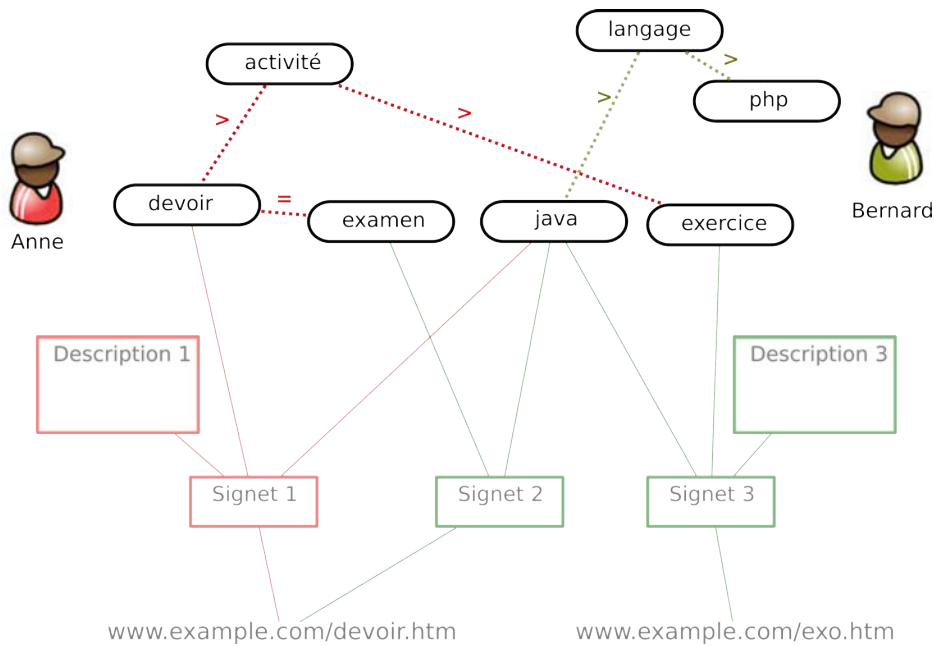 langage
activité
>
php
>
>
>
devoir
=
examen
java
exercice
Anne
Bernard
Description 1
Description 3
Signet 1
Signet 2
Signet 3
www.example.com/devoir.htm
www.example.com/exo.htm